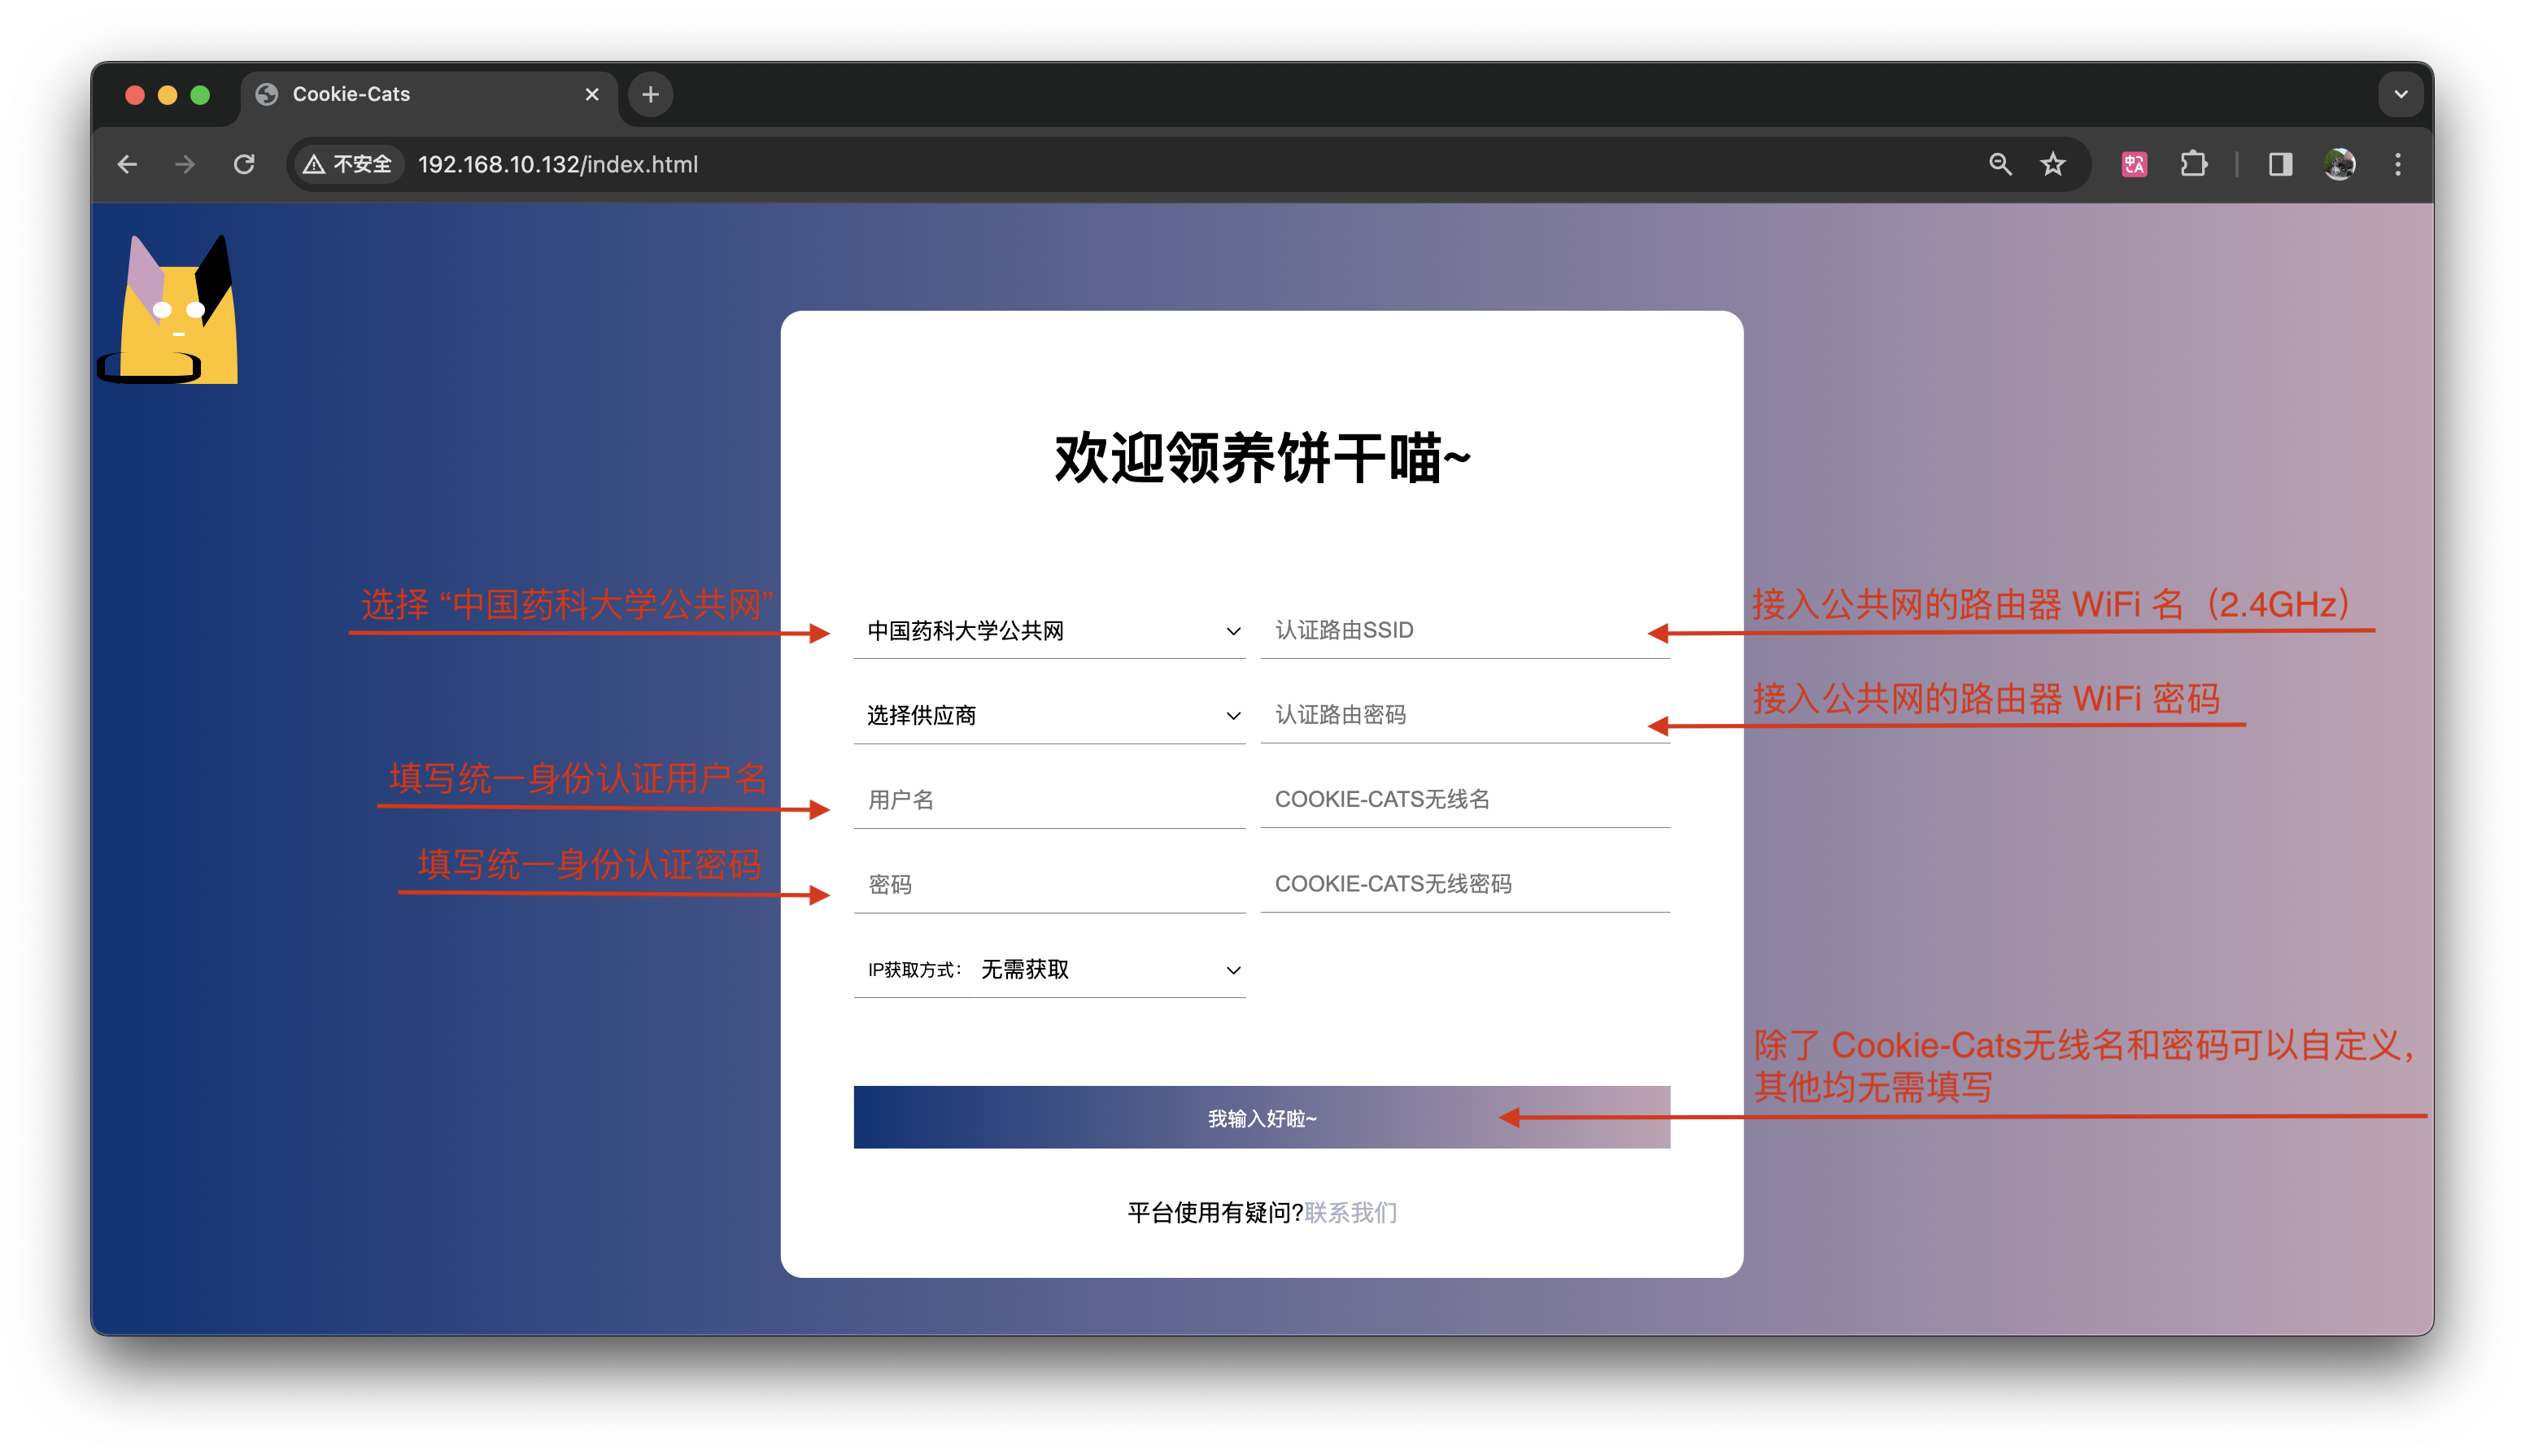 Cookie-Cats
不安全
192.168.10.132/index.html
欢迎领养饼干喵~
选择 “中国药科大学公共网”
接入公共网的路由器 WiFi 名（2.4GHz）
中国药科大学公共网
认证路由SSID
接入公共网的路由器 WiFi 密码
选择供应商
认证路由密码
填写统一身份认证用户名
用户名
COOKIE-CATS无线名
填写统一身份认证密码
密码
COOKIE-CATS无线密码
IP获取方式：
无需获取
除了 Cookie-Cats无线名和密码可以自定义，
其他均无需填写
我输入好啦~
平台使用有疑问?联系我们